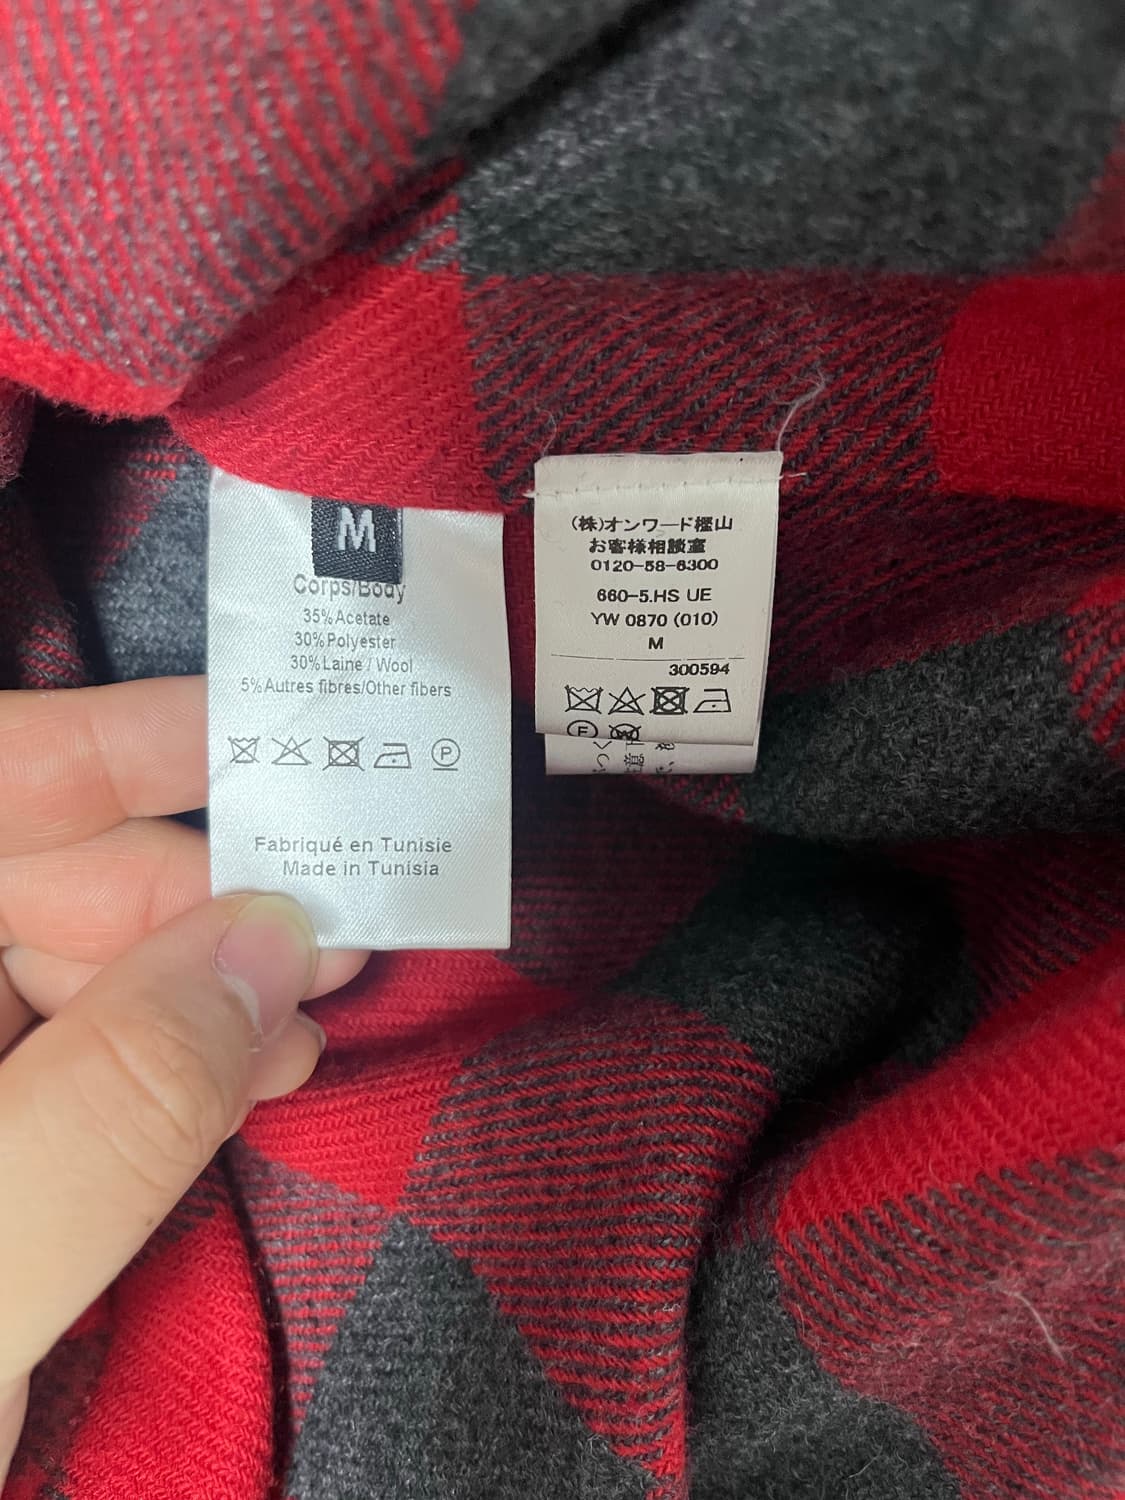 M
Corps/Body
35%Acetate
30%Polyester
30%Laine / Wool
5%Autres fibres/Other fibers
P
Fabriqué en Tunisie
Made in Tunisia
(株)オンワード樫山
お客様相談室
0120-58-6300
660-5.HS UE
YW 0870 (010)
M
300594
F W